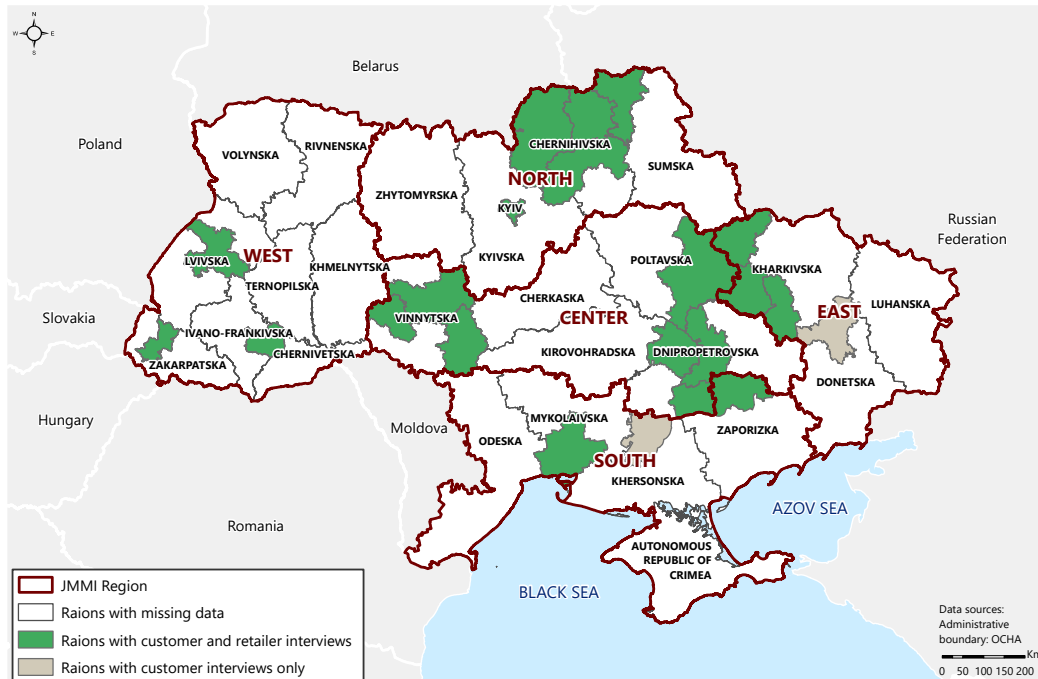 N
W
E
S
Belarus
Poland
VOLYNSKA
RIVNENSKA
CHERNIHIVSKA
SUMSKA
ZHYTOMYRSKA
NORTH
KYIV
Russian
Federation
KYIVSKA
LVIVSKA
WEST
KHMELNYTSKA
TERNOPILSKA
POLTAVSKA
KHARKIVSKA
CHERKASKA
LUHANSKA
EAST
CENTER
VINNYTSKA
Slovakia
IVANO-FRANKIVSKA
CHERNIVETSKA
ZAKARPATSKA
KIROVOHRADSKA
DNIPROPETROVSKA
DONETSKA
Hungary
Moldova
MYKOLAIVSKA
ODESKA
ZAPORIZKA
SOUTH
KHERSONSKA
AZOV SEA
Romania
AUTONOMOUS
REPUBLIC OF
CRIMEA
BLACK SEA
JMMI Region
Raions with missing data
Raions with customer and retailer interviews
Raions with customer interviews only
Data sources:
Administrative
boundary: OCHA
Km
0 50 100 150 200